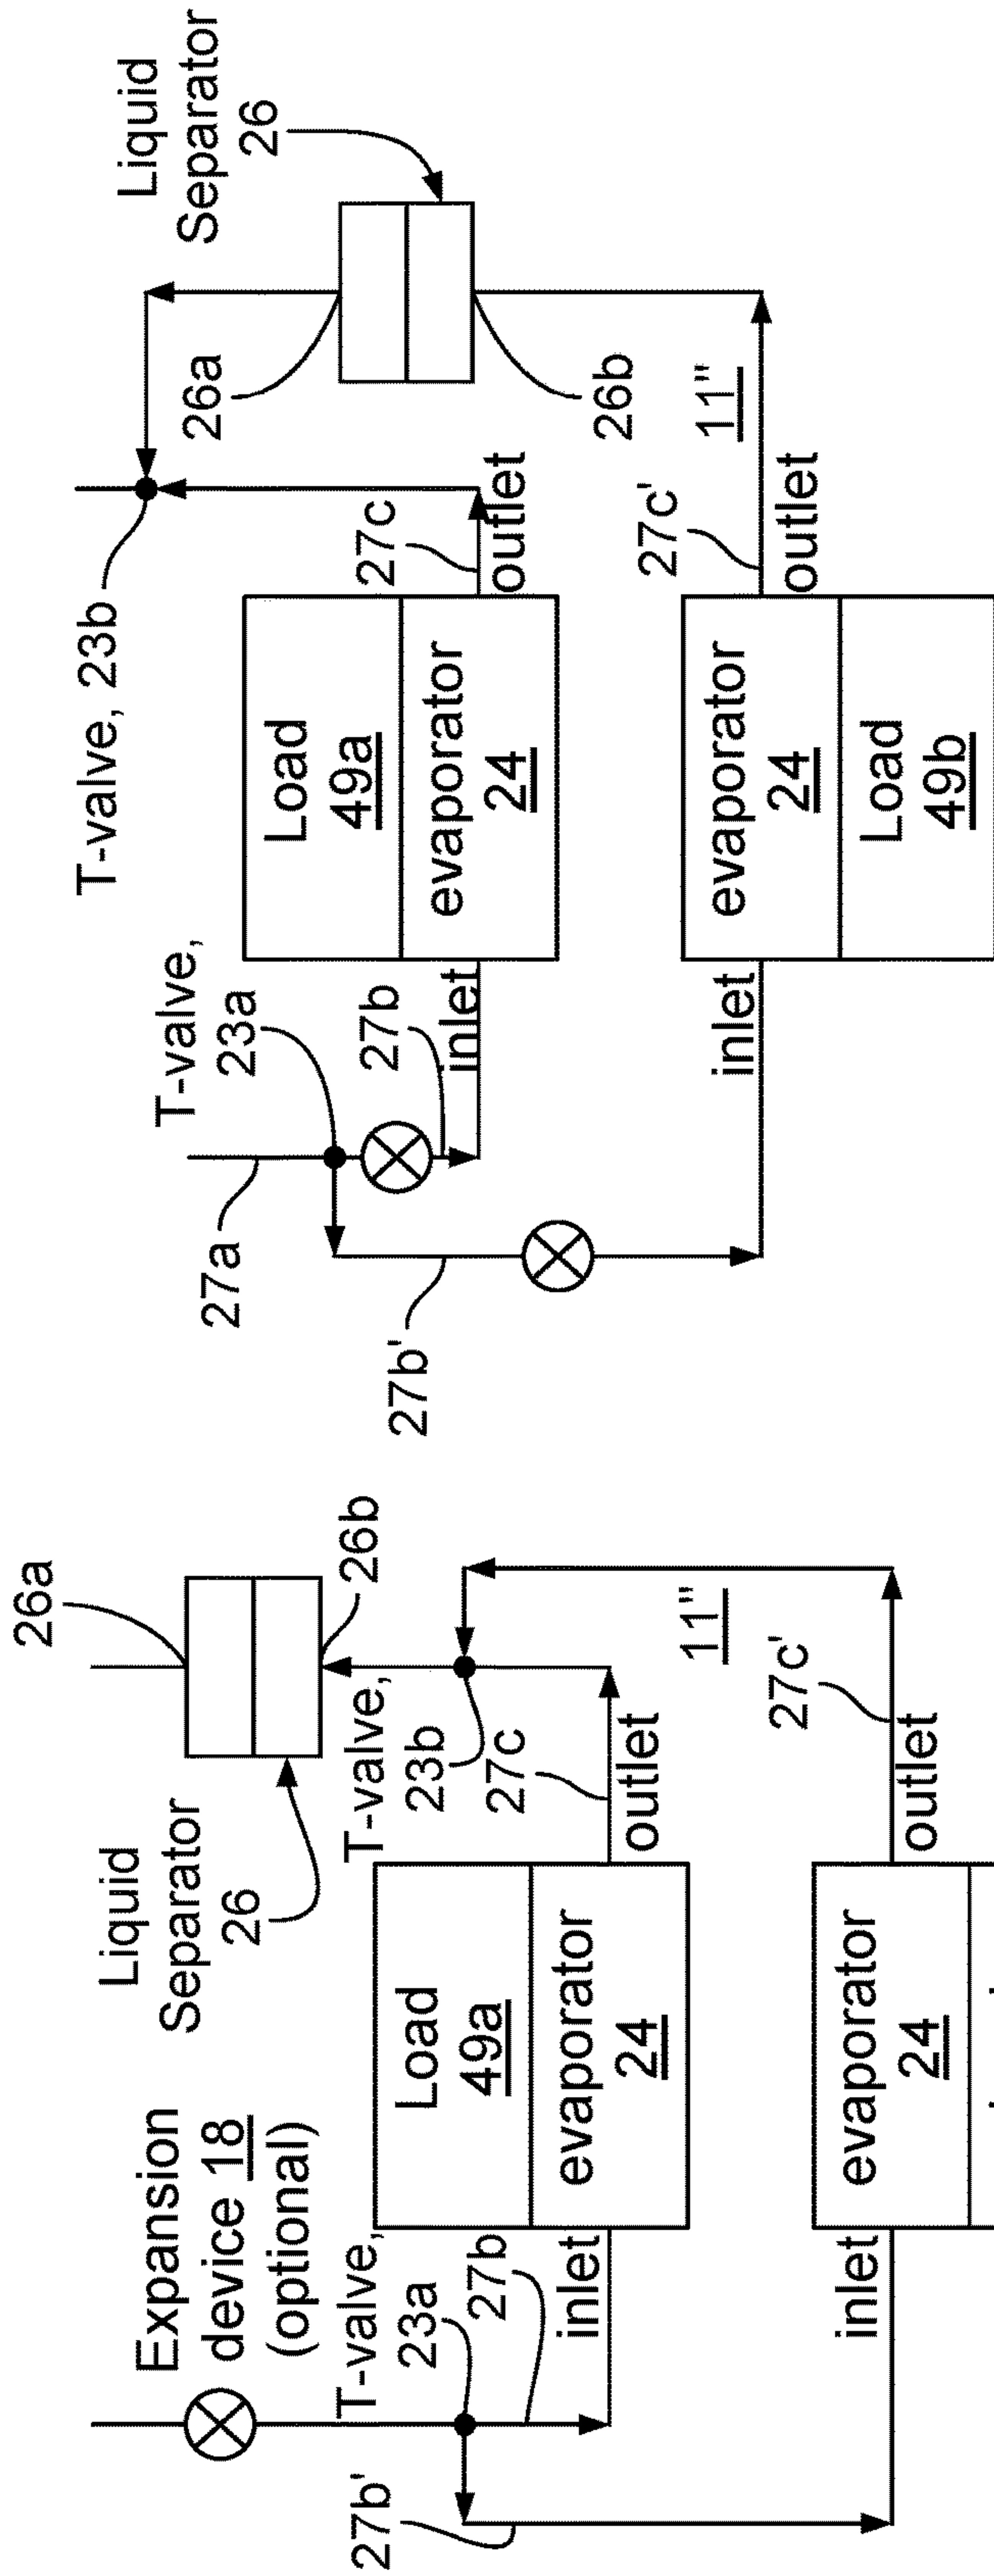 26a
Liquid
Separator
26
Expansion
device 18
(optional)
26b
T-valve,
23a
27b'
27b
Load
49a
T-valve,
23b
27c
inlet
evaporator
24
outlet
11"
27c'
inlet
evaporator
24
outlet
T-valve, 23b
Liquid
Separator
26
T-valve,
23a
27a
26a
Load
49a
27b
27b'
27c
inlet
evaporator
24
outlet
26b
27c'
11"
inlet
evaporator
24
outlet
Load
49b